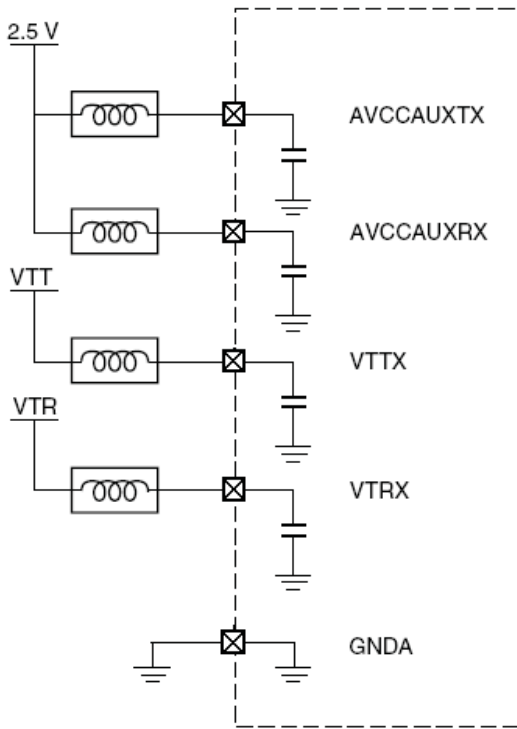 2.5 V
AVCCAUXTX
AVCCAUXRX
VTT
VTTX
VTR
VTRX
GNDA